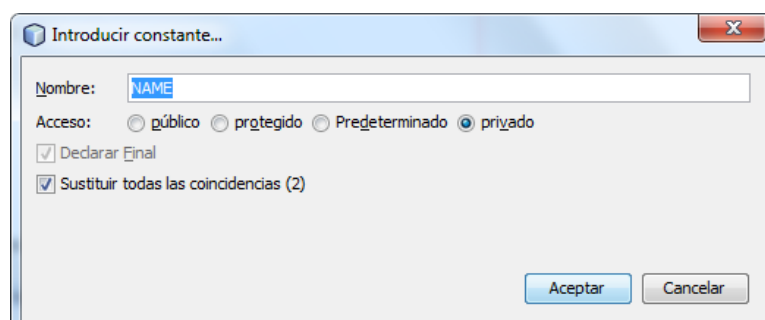 Introducir constante...
Nombre: NAME
Acceso: público protegido Predeterminado privado
Declarar Final
Sustituir todas las coincidencias (2)
Aceptar Cancelar